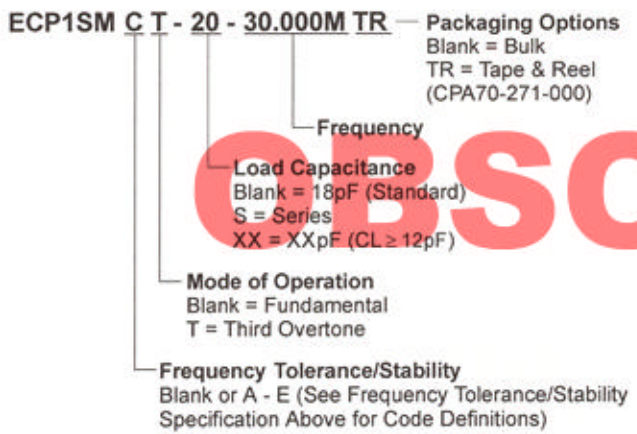 ECP1SM C T - 20 - 30.000M TR
Packaging Options
Blank = Bulk
TR = Tape & Reel
(CPA70-271-000)
Frequency
Load Capacitance
Blank = 18pF (Standard)
S = Series
XX = XXpF (CL ≥ 12pF)
OBSO
Mode of Operation
Blank = Fundamental
T = Third Overtone
Frequency Tolerance/Stability
Blank or A - E (See Frequency Tolerance/Stability
Specification Above for Code Definitions)